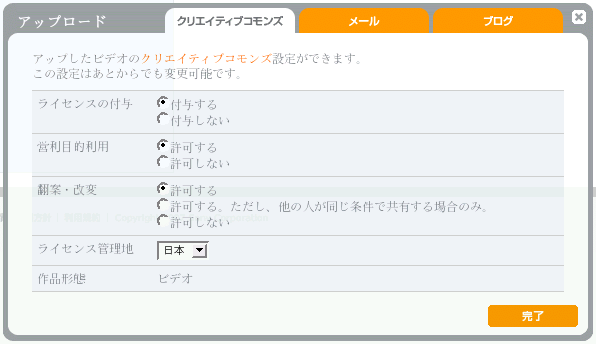 アップロード
クリエイティブコモンズ
メール
ブログ
アップしたビデオのクリエイティブコモンズ設定ができます。
この設定はあとからでも変更可能です。
ライセンスの付与
付与する
付与しない
営利目的利用
許可する
許可しない
翻案・改変
許可する
許可する。ただし、他の人が同じ条件で共有する場合のみ。
許可しない
ライセンス管理地
日本
作品形態
ビデオ
完了